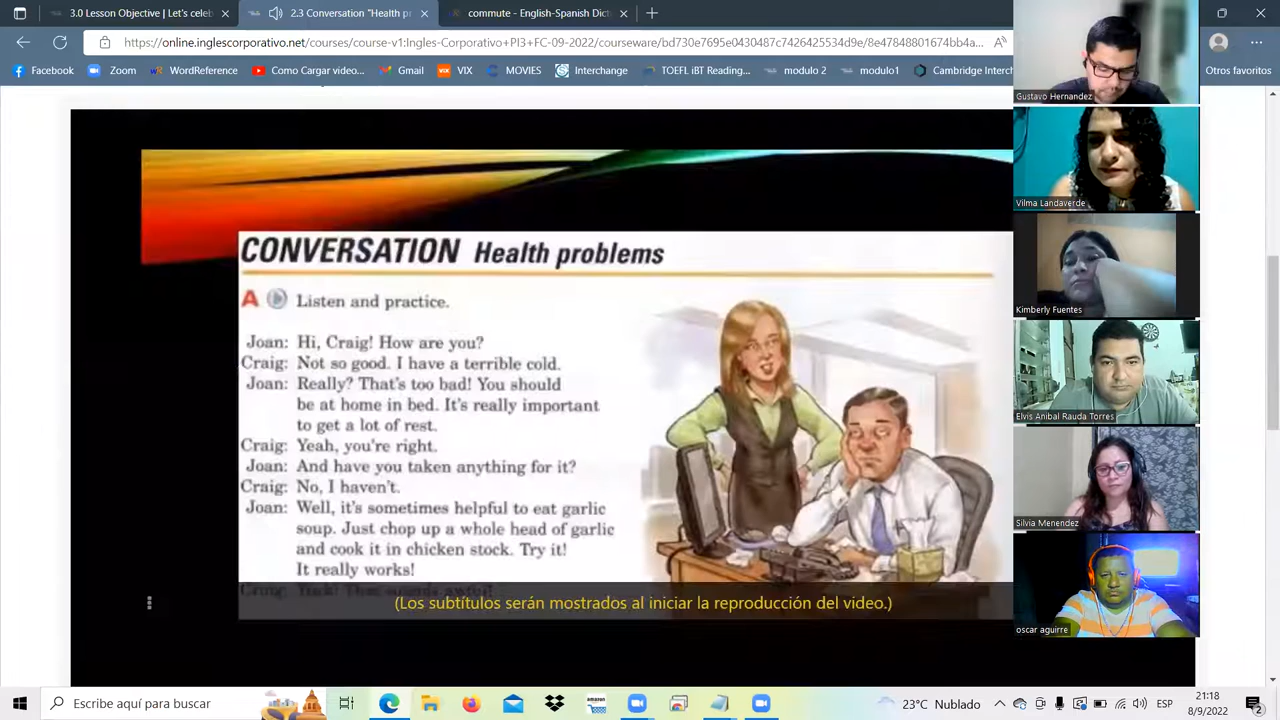 3.0 Lesson Objective | Let's celeb
2.3 Conversation "Health pr
commute - English-Spanish Dict
https://online.inglescorporativo.net/courses/course-v1:Ingles-Corporativo+PI3+FC-09-2022/courseware/bd730e7695e0430487c7426425534d9e/8e47848801674bb4a...
Facebook
Zoom
WordReference
Como Cargar video...
Gmail
VIX
MOVIES
Interchange
TOEFL iBT Reading...
modulo 2
modulo1
Cambridge Interch
Otros favoritos
CONVERSATION Health problems
A Listen and practice.
Joan: Hi, Craig! How are you?
Craig: Not so good. I have a terrible cold.
Joan: Really? That's too bad! You should
be at home in bed. It's really important
to get a lot of rest.
Craig: Yeah, you're right.
Joan: And have you taken anything for it?
Craig: No, I haven't.
Joan: Well, it's sometimes helpful to eat garlic
soup. Just chop up a whole head of garlic
and cook it in chicken stock. Try it!
It really works!
(Los subtítulos serán mostrados al iniciar la reproducción del video.)
Gustavo Hernandez
Vilma Landaverde
Kimberly Fuentes
Elvis Anibal Rauda Torres
Silvia Menendez
oscar aguirre
Escribe aquí para buscar
amazon
23°C Nublado
ESP
21:18
8/9/2022
2